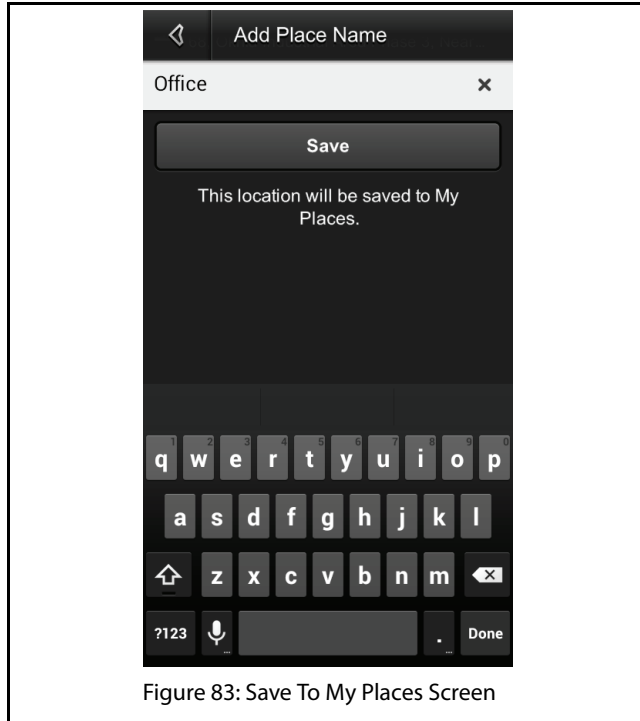 Add Place Name
Office
Save
This location will be saved to My
Places.
1 2 3 4 5 6 7 8 9 0
q w e r t y u i o p
a s d f g h j k l
z x c v b n m
?123 . Done
Figure 83: Save To My Places Screen